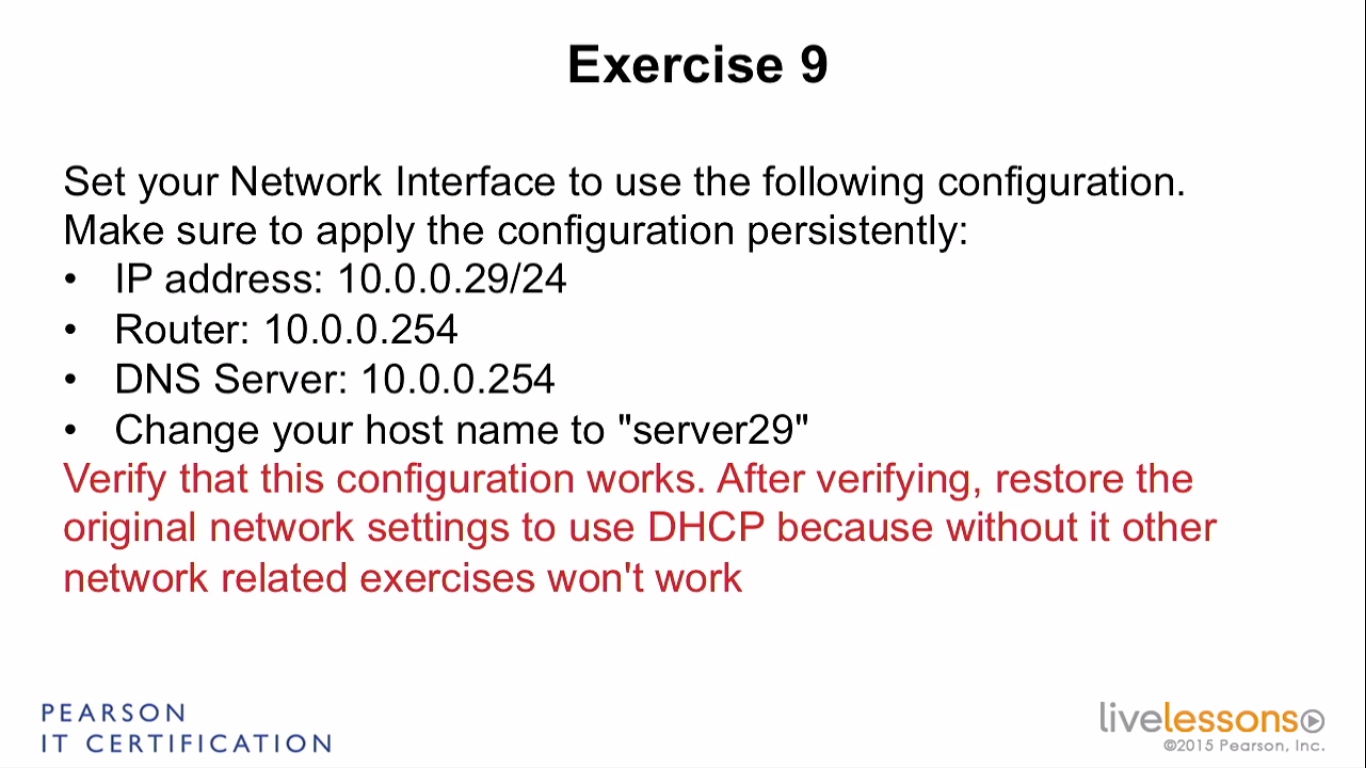 Exercise 9
Set your Network Interface to use the following configuration.
Make sure to apply the configuration persistently:
• IP address: 10.0.0.29/24
• Router: 10.0.0.254
• DNS Server: 10.0.0.254
• Change your host name to "server29"
Verify that this configuration works. After verifying, restore the
original network settings to use DHCP because without it other
network related exercises won't work
PEARSON
IT CERTIFICATION
livelessons
©2015 Pearson, Inc.